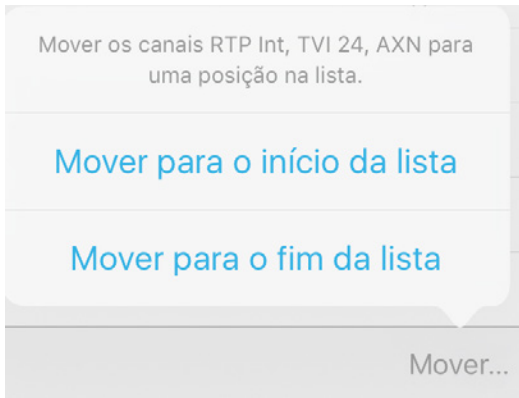 Mover os canais RTP Int, TVI 24, AXN para
uma posição na lista.
Mover para o início da lista
Mover para o fim da lista
Mover...